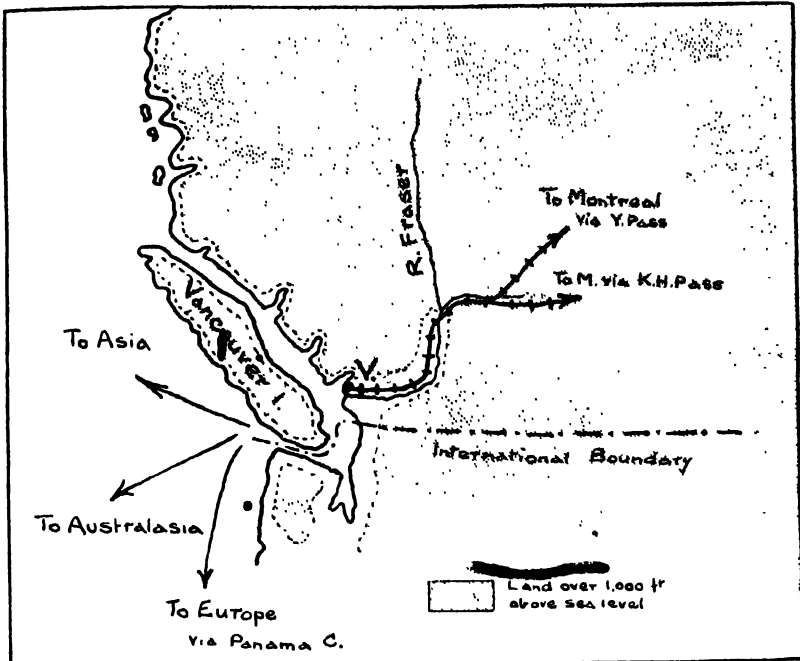 R. Fraser
To Montreal
via Y. Pass
To M. via K.H. Pass
Vancouver I.
To Asia
V.
International Boundary
To Australasia
To Europe
via Panama C.
Land over 1,000 ft
above sea level